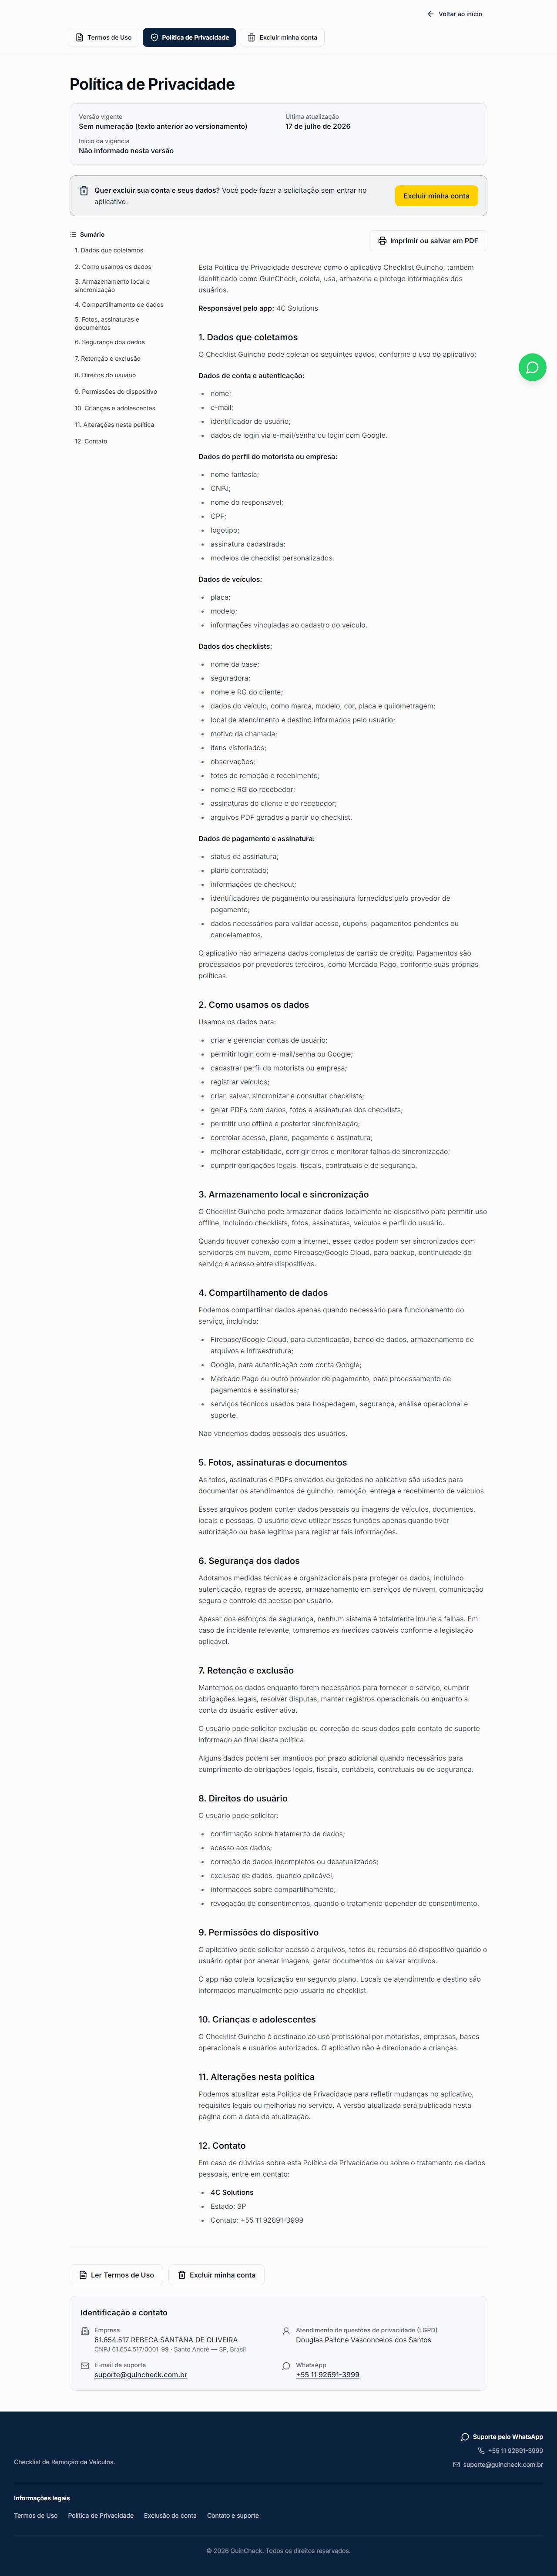 Voltar ao início
Termos de Uso
Política de Privacidade
Excluir minha conta
Política de Privacidade
Versão vigente
Sem numeração (texto anterior ao versionamento)
Última atualização
17 de julho de 2026
Início da vigência
Não informado nesta versão
Quer excluir sua conta e seus dados? Você pode fazer a solicitação sem entrar no
aplicativo.
Excluir minha conta
Sumário
1. Dados que coletamos
2. Como usamos os dados
3. Armazenamento local e
sincronização
4. Compartilhamento de dados
5. Fotos, assinaturas e
documentos
6. Segurança dos dados
7. Retenção e exclusão
8. Direitos do usuário
9. Permissões do dispositivo
10. Crianças e adolescentes
11. Alterações nesta política
12. Contato
Imprimir ou salvar em PDF
Esta Política de Privacidade descreve como o aplicativo Checklist Guincho, também
identificado como GuinCheck, coleta, usa, armazena e protege informações dos
usuários.
Responsável pelo app: 4C Solutions
1. Dados que coletamos
O Checklist Guincho pode coletar os seguintes dados, conforme o uso do aplicativo:
Dados de conta e autenticação:
• nome;
• e-mail;
• identificador de usuário;
• dados de login via e-mail/senha ou login com Google.
Dados do perfil do motorista ou empresa:
• nome fantasia;
• CNPJ;
• nome do responsável;
• CPF;
• logotipo;
• assinatura cadastrada;
• modelos de checklist personalizados.
Dados de veículos:
• placa;
• modelo;
• informações vinculadas ao cadastro do veículo.
Dados dos checklists:
• nome da base;
• seguradora;
• nome e RG do cliente;
• dados do veículo, como marca, modelo, cor, placa e quilometragem;
• local de atendimento e destino informados pelo usuário;
• motivo da chamada;
• itens vistoriados;
• observações;
• fotos de remoção e recebimento;
• nome e RG do recebedor;
• assinaturas do cliente e do recebedor;
• arquivos PDF gerados a partir do checklist.
Dados de pagamento e assinatura:
• status da assinatura;
• plano contratado;
• informações de checkout;
• identificadores de pagamento ou assinatura fornecidos pelo provedor de
pagamento;
• dados necessários para validar acesso, cupons, pagamentos pendentes ou
cancelamentos.
O aplicativo não armazena dados completos de cartão de crédito. Pagamentos são
processados por provedores terceiros, como Mercado Pago, conforme suas próprias
políticas.
2. Como usamos os dados
Usamos os dados para:
• criar e gerenciar contas de usuário;
• permitir login com e-mail/senha ou Google;
• cadastrar perfil do motorista ou empresa;
• registrar veículos;
• criar, salvar, sincronizar e consultar checklists;
• gerar PDFs com dados, fotos e assinaturas dos checklists;
• permitir uso offline e posterior sincronização;
• controlar acesso, plano, pagamento e assinatura;
• melhorar estabilidade, corrigir erros e monitorar falhas de sincronização;
• cumprir obrigações legais, fiscais, contratuais e de segurança.
3. Armazenamento local e sincronização
O Checklist Guincho pode armazenar dados localmente no dispositivo para permitir uso
offline, incluindo checklists, fotos, assinaturas, veículos e perfil do usuário.
Quando houver conexão com a internet, esses dados podem ser sincronizados com
servidores em nuvem, como Firebase/Google Cloud, para backup, continuidade do
serviço e acesso entre dispositivos.
4. Compartilhamento de dados
Podemos compartilhar dados apenas quando necessário para funcionamento do
serviço, incluindo:
• Firebase/Google Cloud, para autenticação, banco de dados, armazenamento de
arquivos e infraestrutura;
• Google, para autenticação com conta Google;
• Mercado Pago ou outro provedor de pagamento, para processamento de
pagamentos e assinaturas;
• serviços técnicos usados para hospedagem, segurança, análise operacional e
suporte.
Não vendemos dados pessoais dos usuários.
5. Fotos, assinaturas e documentos
As fotos, assinaturas e PDFs enviados ou gerados no aplicativo são usados para
documentar os atendimentos de guincho, remoção, entrega e recebimento de veículos.
Esses arquivos podem conter dados pessoais ou imagens de veículos, documentos,
locais e pessoas. O usuário deve utilizar essas funções apenas quando tiver
autorização ou base legítima para registrar tais informações.
6. Segurança dos dados
Adotamos medidas técnicas e organizacionais para proteger os dados, incluindo
autenticação, regras de acesso, armazenamento em serviços de nuvem, comunicação
segura e controle de acesso por usuário.
Apesar dos esforços de segurança, nenhum sistema é totalmente imune a falhas. Em
caso de incidente relevante, tomaremos as medidas cabíveis conforme a legislação
aplicável.
7. Retenção e exclusão
Mantemos os dados enquanto forem necessários para fornecer o serviço, cumprir
obrigações legais, resolver disputas, manter registros operacionais ou enquanto a
conta do usuário estiver ativa.
O usuário pode solicitar exclusão ou correção de seus dados pelo contato de suporte
informado ao final desta política.
Alguns dados podem ser mantidos por prazo adicional quando necessários para
cumprimento de obrigações legais, fiscais, contábeis, contratuais ou de segurança.
8. Direitos do usuário
O usuário pode solicitar:
• confirmação sobre tratamento de dados;
• acesso aos dados;
• correção de dados incompletos ou desatualizados;
• exclusão de dados, quando aplicável;
• informações sobre compartilhamento;
• revogação de consentimentos, quando o tratamento depender de consentimento.
9. Permissões do dispositivo
O aplicativo pode solicitar acesso a arquivos, fotos ou recursos do dispositivo quando o
usuário optar por anexar imagens, gerar documentos ou salvar arquivos.
O app não coleta localização em segundo plano. Locais de atendimento e destino são
informados manualmente pelo usuário no checklist.
10. Crianças e adolescentes
O Checklist Guincho é destinado ao uso profissional por motoristas, empresas, bases
operacionais e usuários autorizados. O aplicativo não é direcionado a crianças.
11. Alterações nesta política
Podemos atualizar esta Política de Privacidade para refletir mudanças no aplicativo,
requisitos legais ou melhorias no serviço. A versão atualizada será publicada nesta
página com a data de atualização.
12. Contato
Em caso de dúvidas sobre esta Política de Privacidade ou sobre o tratamento de dados
pessoais, entre em contato:
• 4C Solutions
• Estado: SP
• Contato: +55 11 92691-3999
Ler Termos de Uso
Excluir minha conta
Identificação e contato
Empresa
61.654.517 REBECA SANTANA DE OLIVEIRA
CNPJ 61.654.517/0001-99 · Santo André — SP, Brasil
Atendimento de questões de privacidade (LGPD)
Douglas Pallone Vasconcelos dos Santos
E-mail de suporte
suporte@guincheck.com.br
WhatsApp
+55 11 92691-3999
Suporte pelo WhatsApp
+55 11 92691-3999
suporte@guincheck.com.br
Checklist de Remoção de Veículos.
Informações legais
Termos de Uso
Política de Privacidade
Exclusão de conta
Contato e suporte
© 2026 GuinCheck. Todos os direitos reservados.